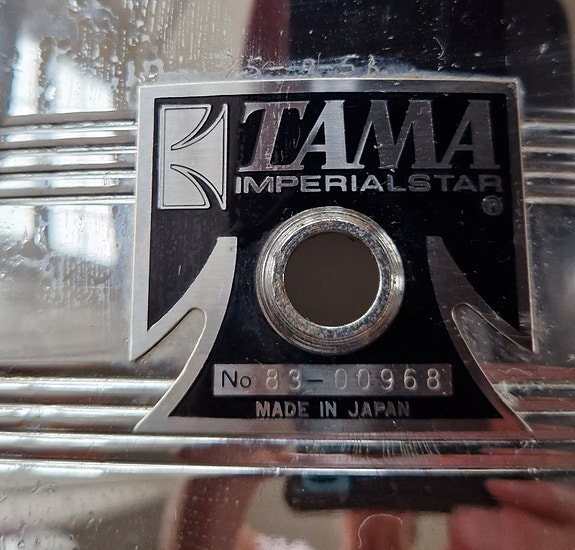 TAMA
IMPERIALSTAR
®
No 83-00968
MADE IN JAPAN